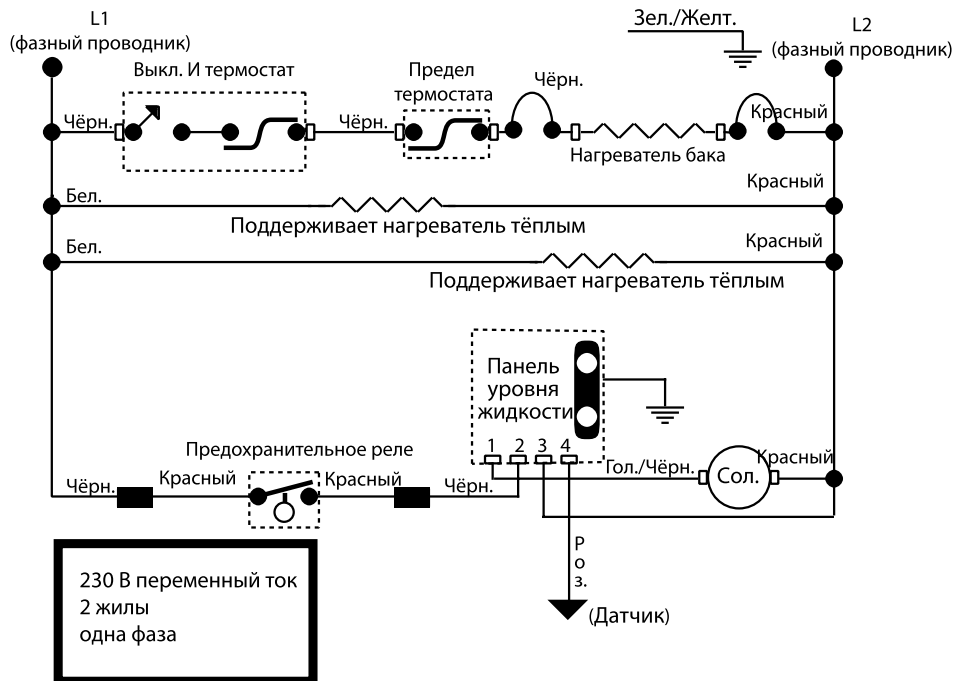 L1
(фазный проводник)
Зел./Желт.
L2
(фазный проводник)
Выкл. И термостат
Предел
термостата
Чёрн.
Чёрн.
Чёрн.
Красный
Нагреватель бака
Бел.
Красный
Поддерживает нагреватель тёплым
Бел.
Красный
Поддерживает нагреватель тёплым
Панель
уровня
жидкости
1 2 3 4
Предохранительное реле
Гол./Чёрн.
Сол.
Красный
Чёрн.
Красный
Красный
Чёрн.
Роз.
(Датчик)
230 В переменный ток
2 жилы
одна фаза